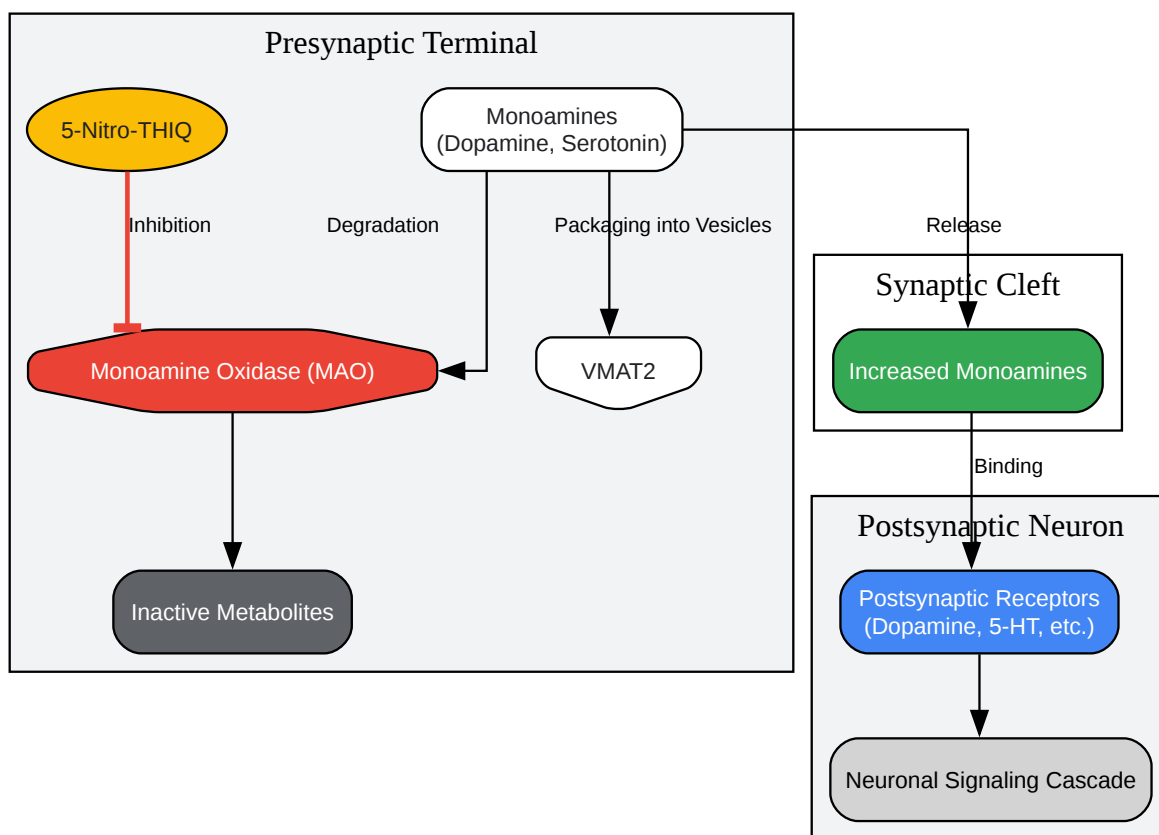 Presynaptic Terminal
5-Nitro-THIQ
Monoamines
(Dopamine, Serotonin)
Inhibition
Degradation
Packaging into Vesicles
Release
Synaptic Cleft
Monoamine Oxidase (MAO)
VMAT2
Increased Monoamines
Binding
Postsynaptic Neuron
Inactive Metabolites
Postsynaptic Receptors
(Dopamine, 5-HT, etc.)
Neuronal Signaling Cascade